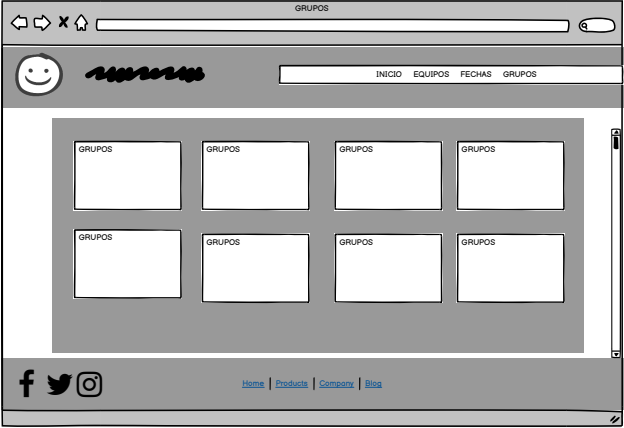 GRUPOS
INICIO EQUIPOS FECHAS GRUPOS
GRUPOS GRUPOS GRUPOS GRUPOS
GRUPOS GRUPOS GRUPOS GRUPOS
Home | Products | Company | Blog